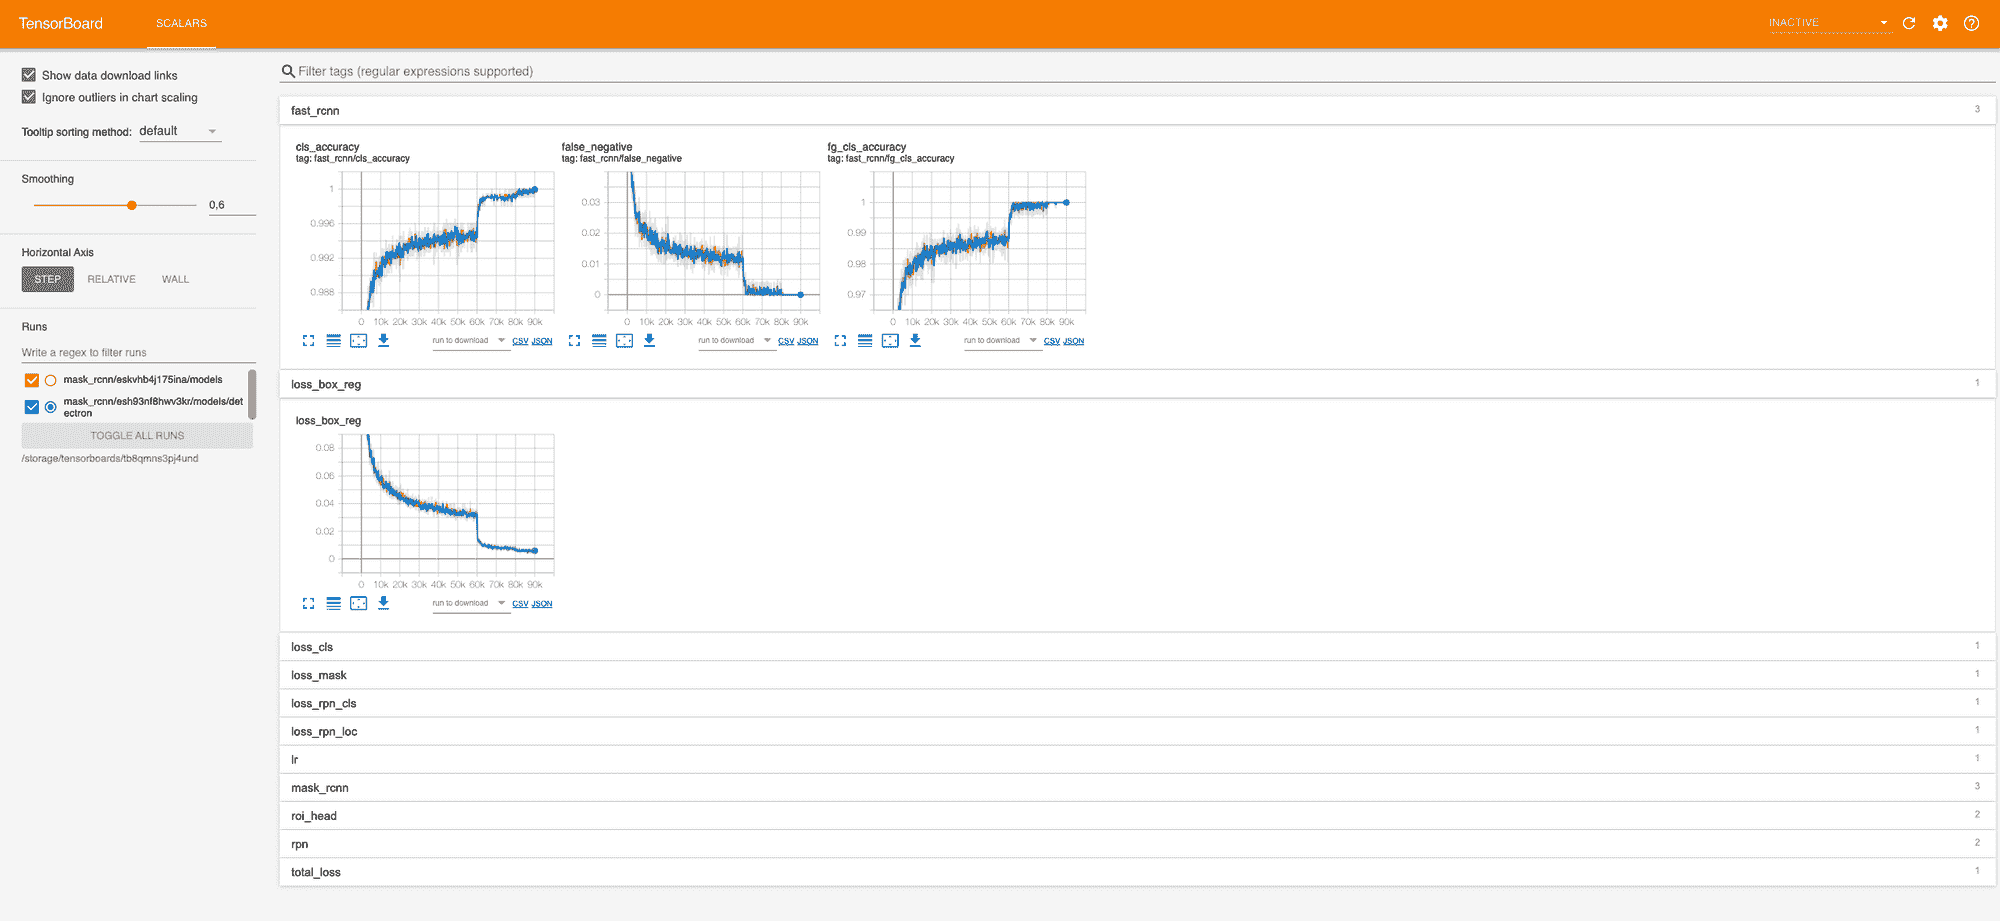 TensorBoard
SCALARS
INACTIVE
Show data download links
Ignore outliers in chart scaling
Tooltip sorting method: default
Smoothing
0,6
Horizontal Axis
STEP RELATIVE WALL
Runs
Write a regex to filter runs
mask_rcnn/eskvhb4j175ina/models
mask_rcnn/esh93nf8hwv3kr/models/det
ectron
TOGGLE ALL RUNS
/storage/tensorboards/tb8qmns3pj4und
Filter tags (regular expressions supported)
fast_rcnn 3
cls_accuracy
tag: fast_rcnn/cls_accuracy
1
0.996
0.992
0.988
0 10k 20k 30k 40k 50k 60k 70k 80k 90k
run to download CSV JSON
false_negative
tag: fast_rcnn/false_negative
0.03
0.02
0.01
0
0 10k 20k 30k 40k 50k 60k 70k 80k 90k
run to download CSV JSON
fg_cls_accuracy
tag: fast_rcnn/fg_cls_accuracy
1
0.99
0.98
0.97
0 10k 20k 30k 40k 50k 60k 70k 80k 90k
run to download CSV JSON
loss_box_reg 1
loss_box_reg
0.08
0.06
0.04
0.02
0
0 10k 20k 30k 40k 50k 60k 70k 80k 90k
run to download CSV JSON
loss_cls 1
loss_mask 1
loss_rpn_cls 1
loss_rpn_loc 1
lr 1
mask_rcnn 3
roi_head 2
rpn 2
total_loss 1